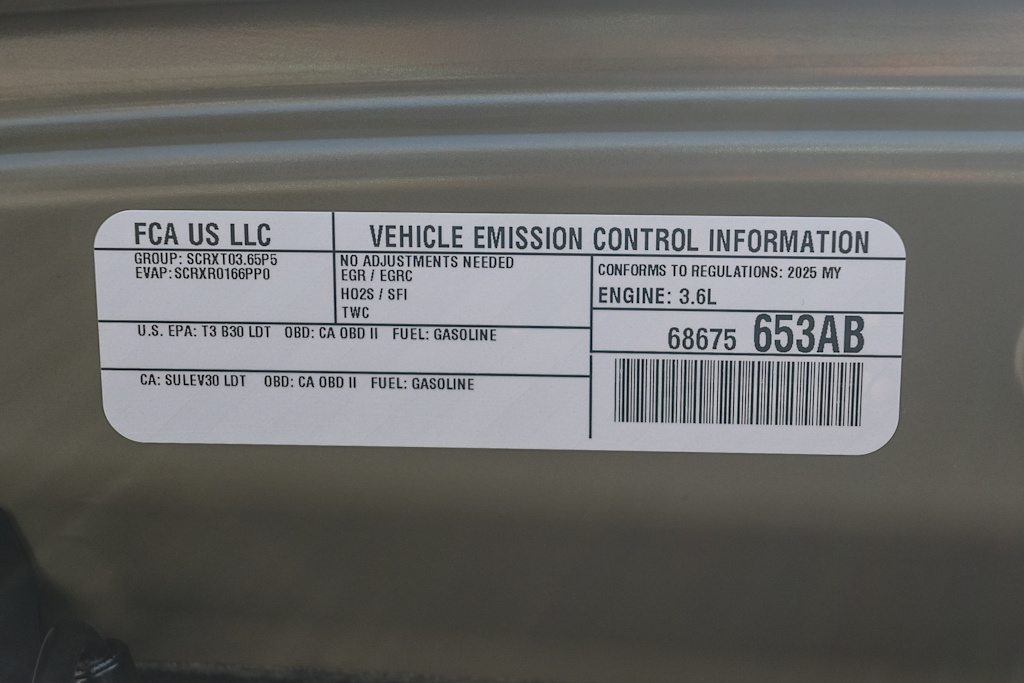 FCA US LLC
VEHICLE EMISSION CONTROL INFORMATION
GROUP: SCRXT03.65P5
EVAP: SCRXR0166PP0
NO ADJUSTMENTS NEEDED
EGR / EGRC
HO2S / SFI
TWC
CONFORMS TO REGULATIONS: 2025 MY
ENGINE: 3.6L
68675 653AB
U.S. EPA: T3 B30 LDT OBD: CA OBD II FUEL: GASOLINE
CA: SULEV30 LDT OBD: CA OBD II FUEL: GASOLINE